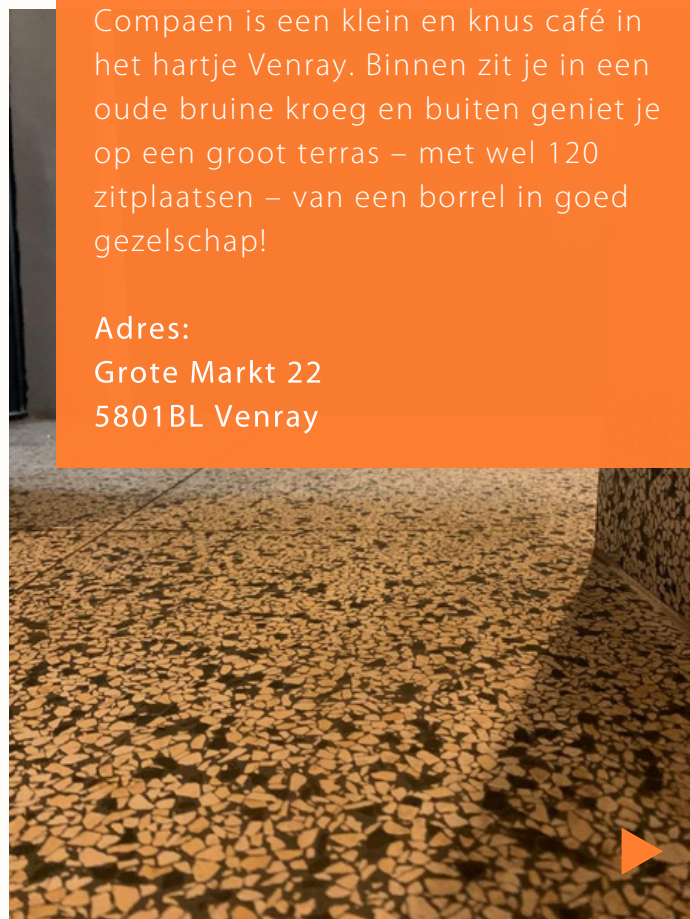 Compaen is een klein en knus café in
het hartje Venray. Binnen zit je in een
oude bruine kroeg en buiten geniet je
op een groot terras – met wel 120
zitplaatsen – van een borrel in goed
gezelschap!
Adres:
Grote Markt 22
5801BL Venray